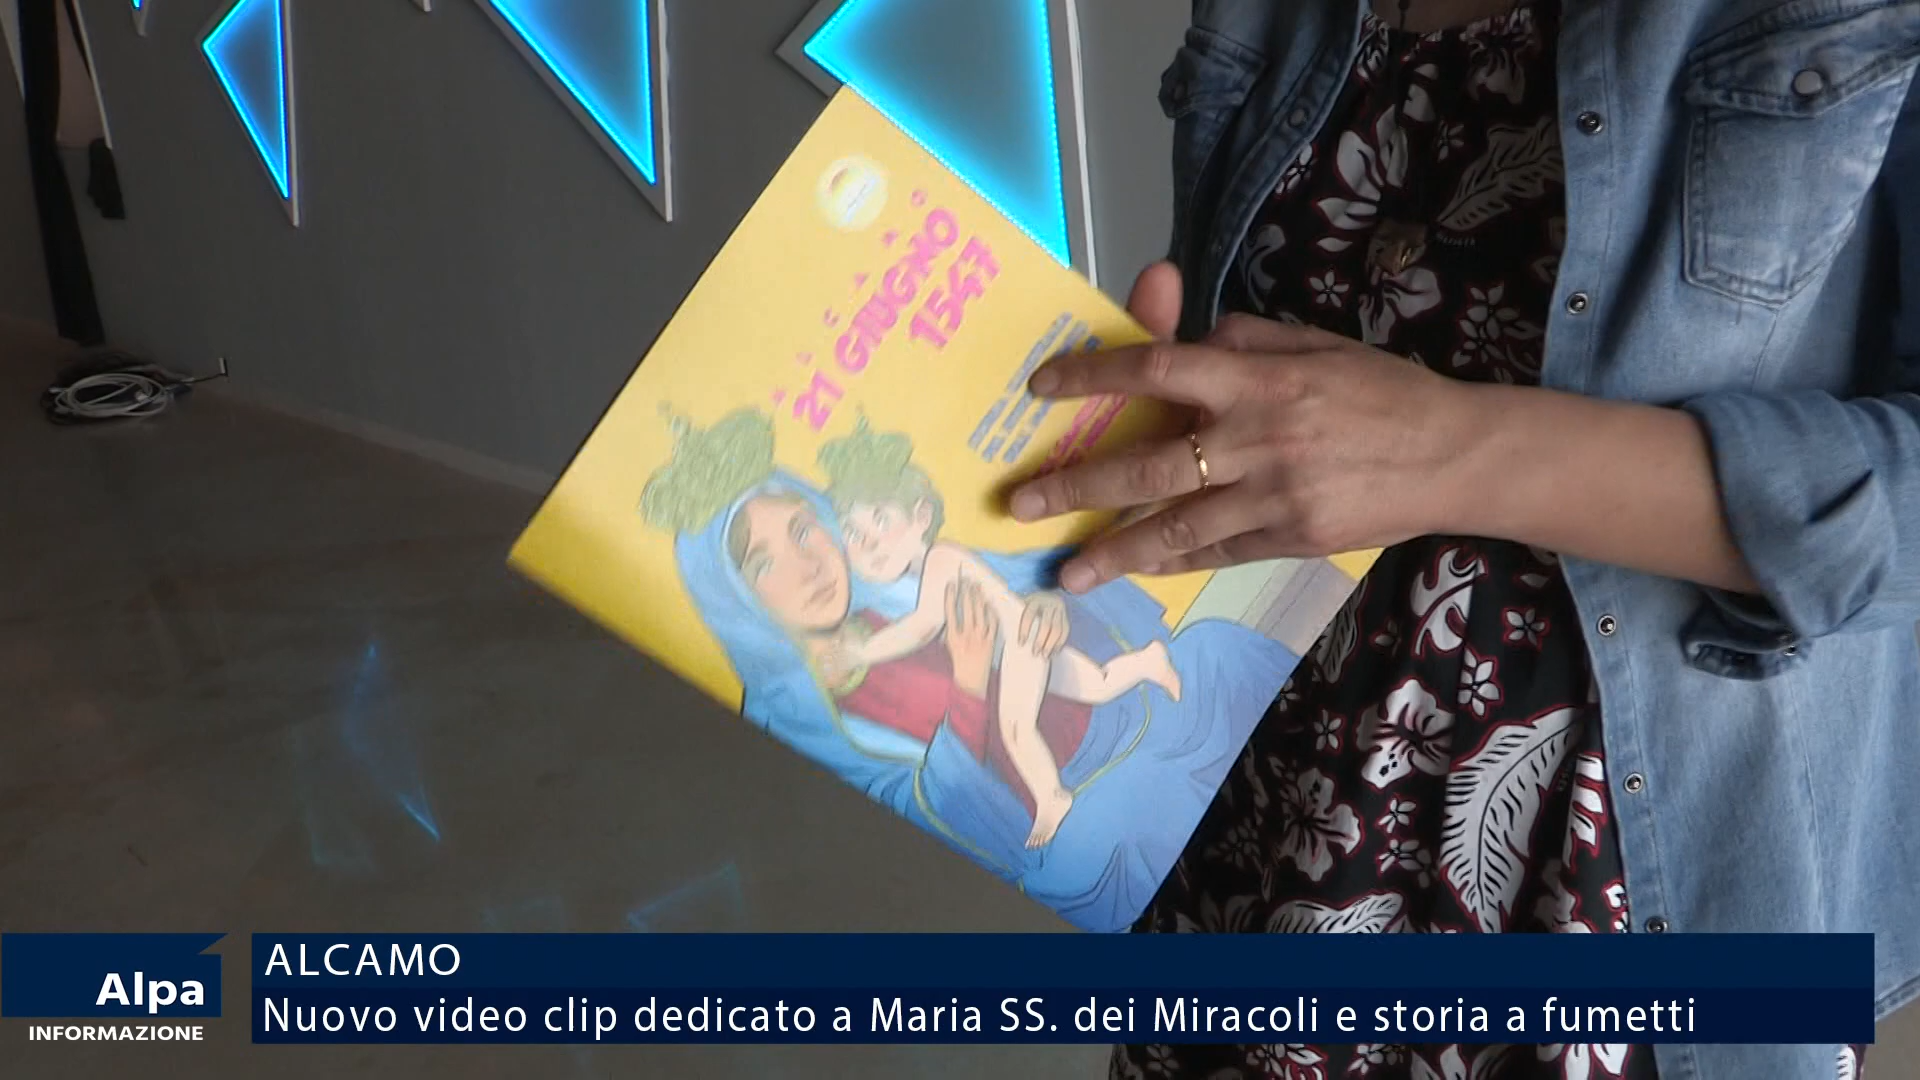 21 GIUGNO
1547
ALCAMO
Nuovo video clip dedicato a Maria SS. dei Miracoli e storia a fumetti
Alpa
INFORMAZIONE